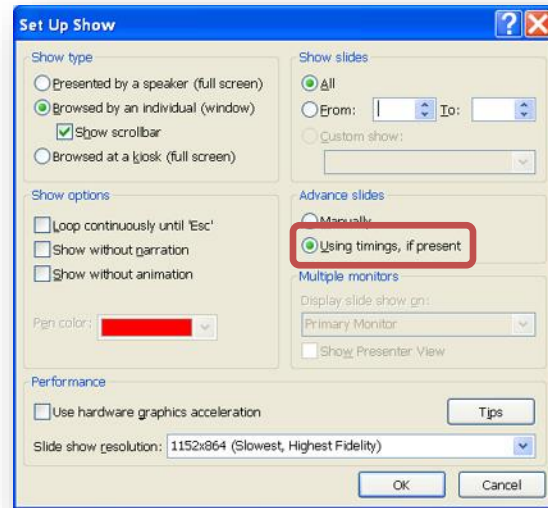 Set Up Show
Show type
Presented by a speaker (full screen)
Browsed by an individual (window)
Show scrollbar
Browsed at a kiosk (full screen)
Show slides
All
From: To:
Custom show:
Show options
Loop continuously until 'Esc'
Show without narration
Show without animation
Pen color:
Advance slides
Manually
Using timings, if present
Multiple monitors
Display slide show on:
Primary Monitor
Show Presenter View
Performance
Use hardware graphics acceleration
Tips
Slide show resolution: 1152x864 (Slowest, Highest Fidelity)
OK Cancel